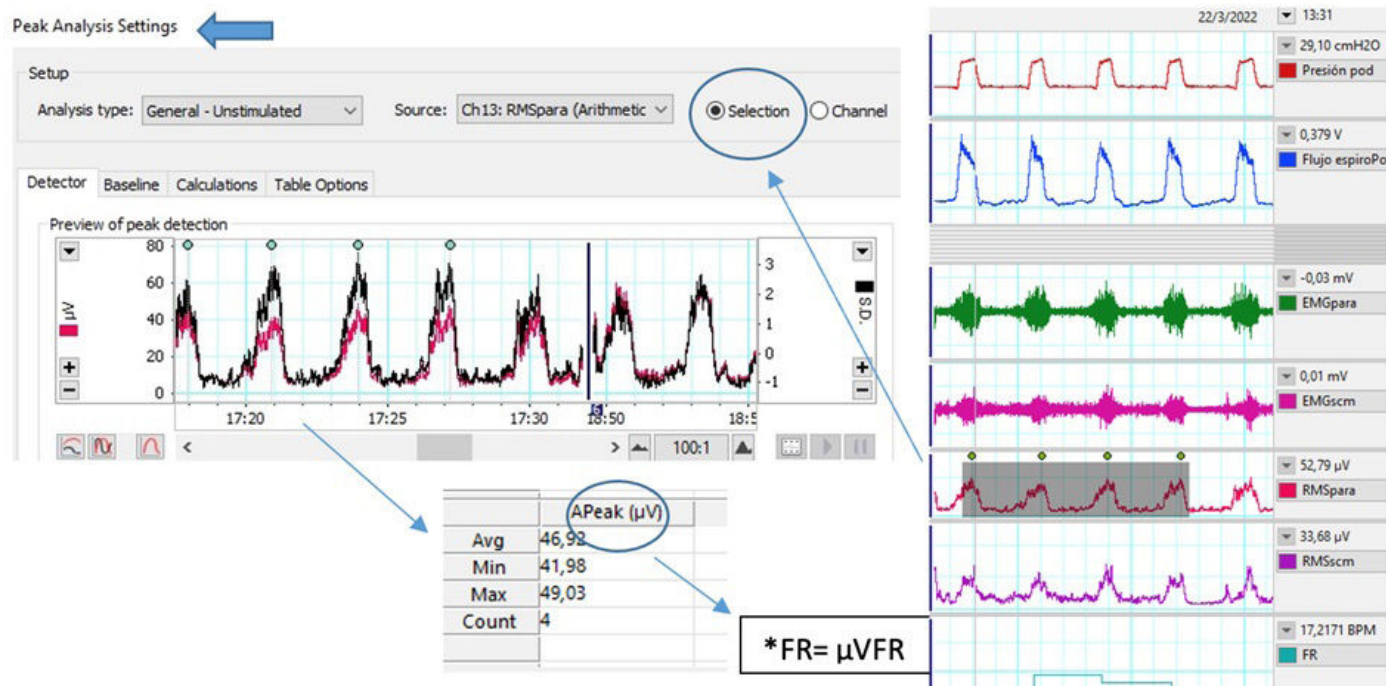 Peak Analysis Settings
Setup
Analysis type: General - Unstimulated Source: Ch13: RMSpara (Arithmetic Selection Channel
Detector Baseline Calculations Table Options
Preview of peak detection
80
60
40
20
0
µV
3
2
1
0
-1
S.D.
17:20 17:25 17:30 18:50
100:1
APeak (µV)
Avg 46,92
Min 41,98
Max 49,03
Count 4
*FR= µVFR
22/3/2022 13:31
29,10 cmH2O
Presión pod
0,379 V
Flujo espiroPo
-0,03 mV
EMGpara
0,01 mV
EMGscm
52,79 µV
RMSpara
33,68 µV
RMSscm
17,2171 BPM
FR